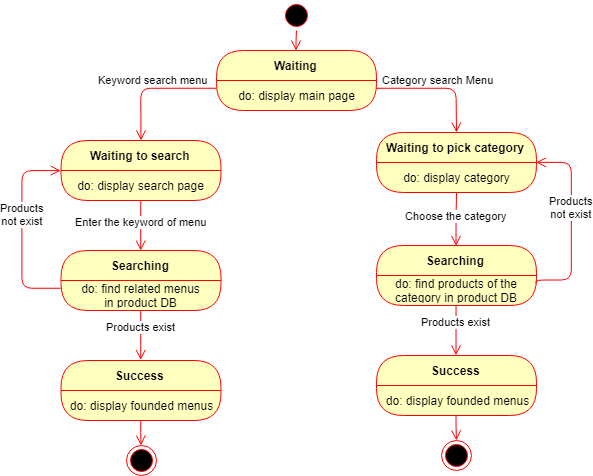 Waiting
do: display main page
Keyword search menu
Category search Menu
Waiting to search
do: display search page
Waiting to pick category
do: display category
Products
not exist
Enter the keyword of menu
Choose the category
Products
not exist
Searching
do: find related menus
in product DB
Searching
do: find products of the
category in product DB
Products exist
Products exist
Success
do: display founded menus
Success
do: display founded menus